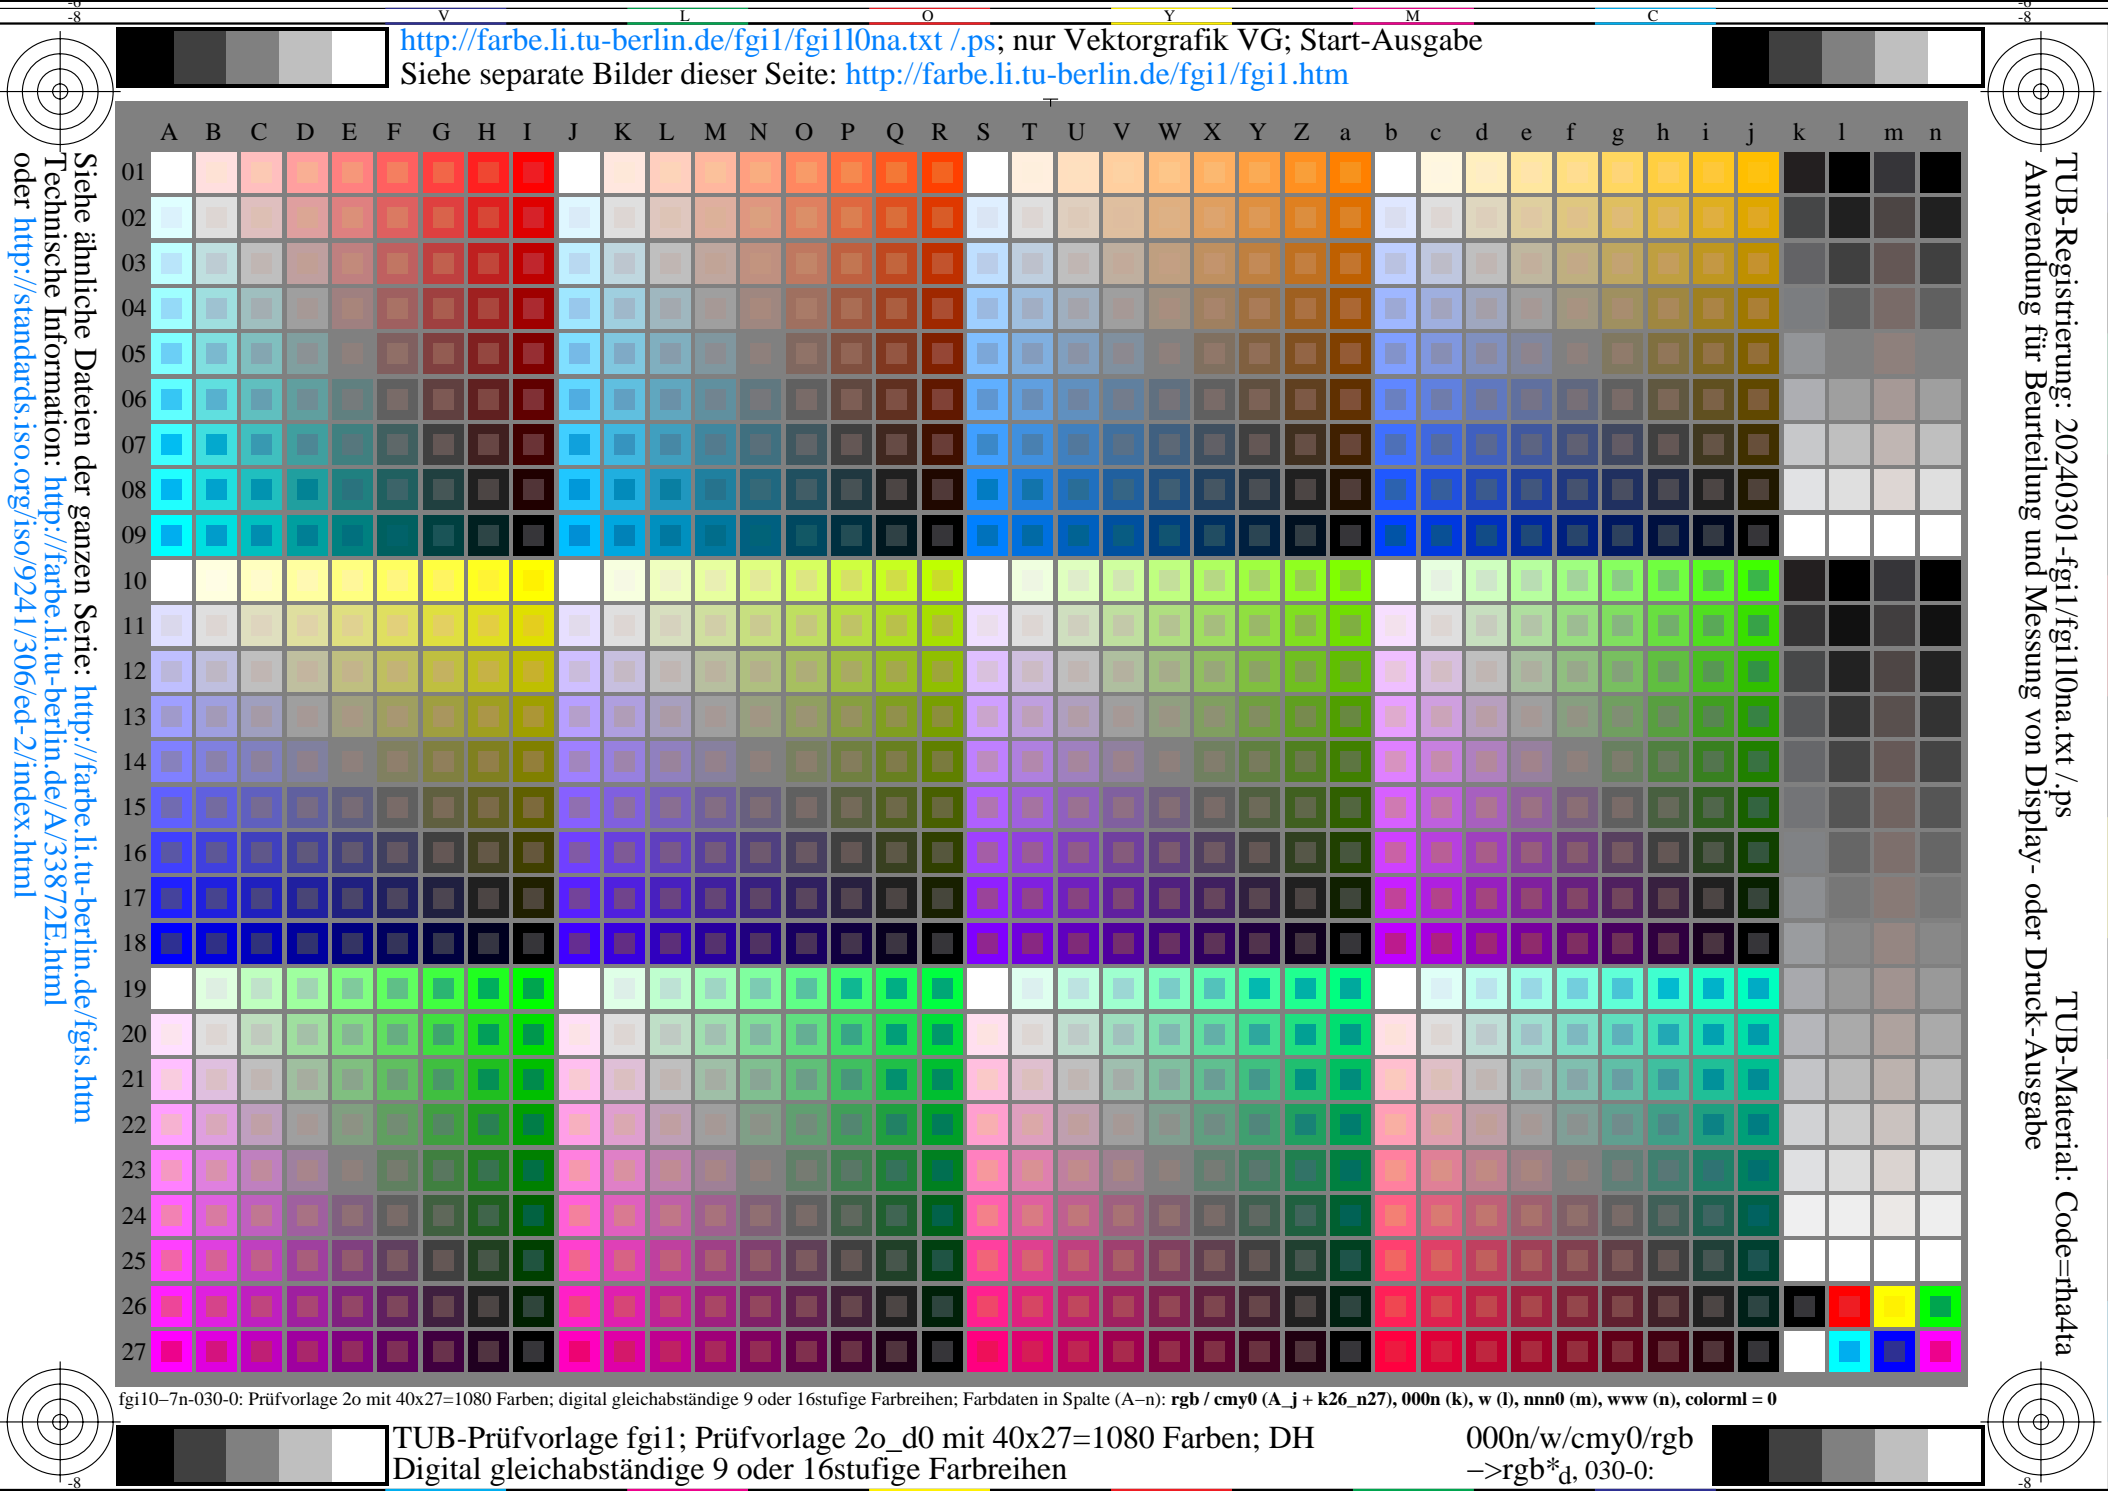 -8
V L O Y M C
-8
http://farbe.li.tu-berlin.de/fgi1/fgi1l0na.txt /.ps; nur Vektorgrafik VG; Start-Ausgabe
Siehe separate Bilder dieser Seite: http://farbe.li.tu-berlin.de/fgi1/fgi1.htm
A B C D E F G H I J K L M N O P Q R S T U V W X Y Z a b c d e f g h i j k l m n
01
02
03
04
05
06
07
08
09
10
11
12
13
14
15
16
17
18
19
20
21
22
23
24
25
26
27
Siehe ähnliche Dateien der ganzen Serie: http://farbe.li.tu-berlin.de/fgis.htm
Technische Information: http://farbe.li.tu-berlin.de/A/33872E.html
oder http://standards.iso.org/iso/9241/306/ed-2/index.html
TUB-Registrierung: 20240301-fgi1/fgi1l0na.txt /.ps
Anwendung für Beurteilung und Messung von Display- oder Druck-Ausgabe
TUB-Material: Code=rha4ta
fgi10–7n-030-0: Prüfvorlage 2o mit 40x27=1080 Farben; digital gleichabständige 9 oder 16stufige Farbreihen; Farbdaten in Spalte (A–n): rgb / cmy0 (A_j + k26_n27), 000n (k), w (l), nnn0 (m), www (n), colorml = 0
TUB-Prüfvorlage fgi1; Prüfvorlage 2o_d0 mit 40x27=1080 Farben; DH
Digital gleichabständige 9 oder 16stufige Farbreihen
000n/w/cmy0/rgb
–>rgb*d, 030-0:
-8
-8